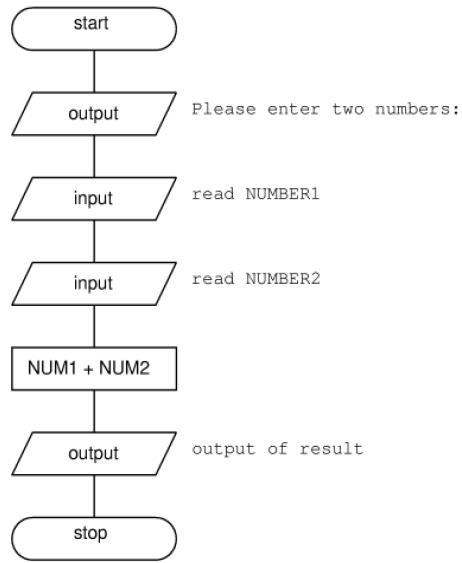 start
output Please enter two numbers:
input read NUMBER1
input read NUMBER2
NUM1 + NUM2
output output of result
stop